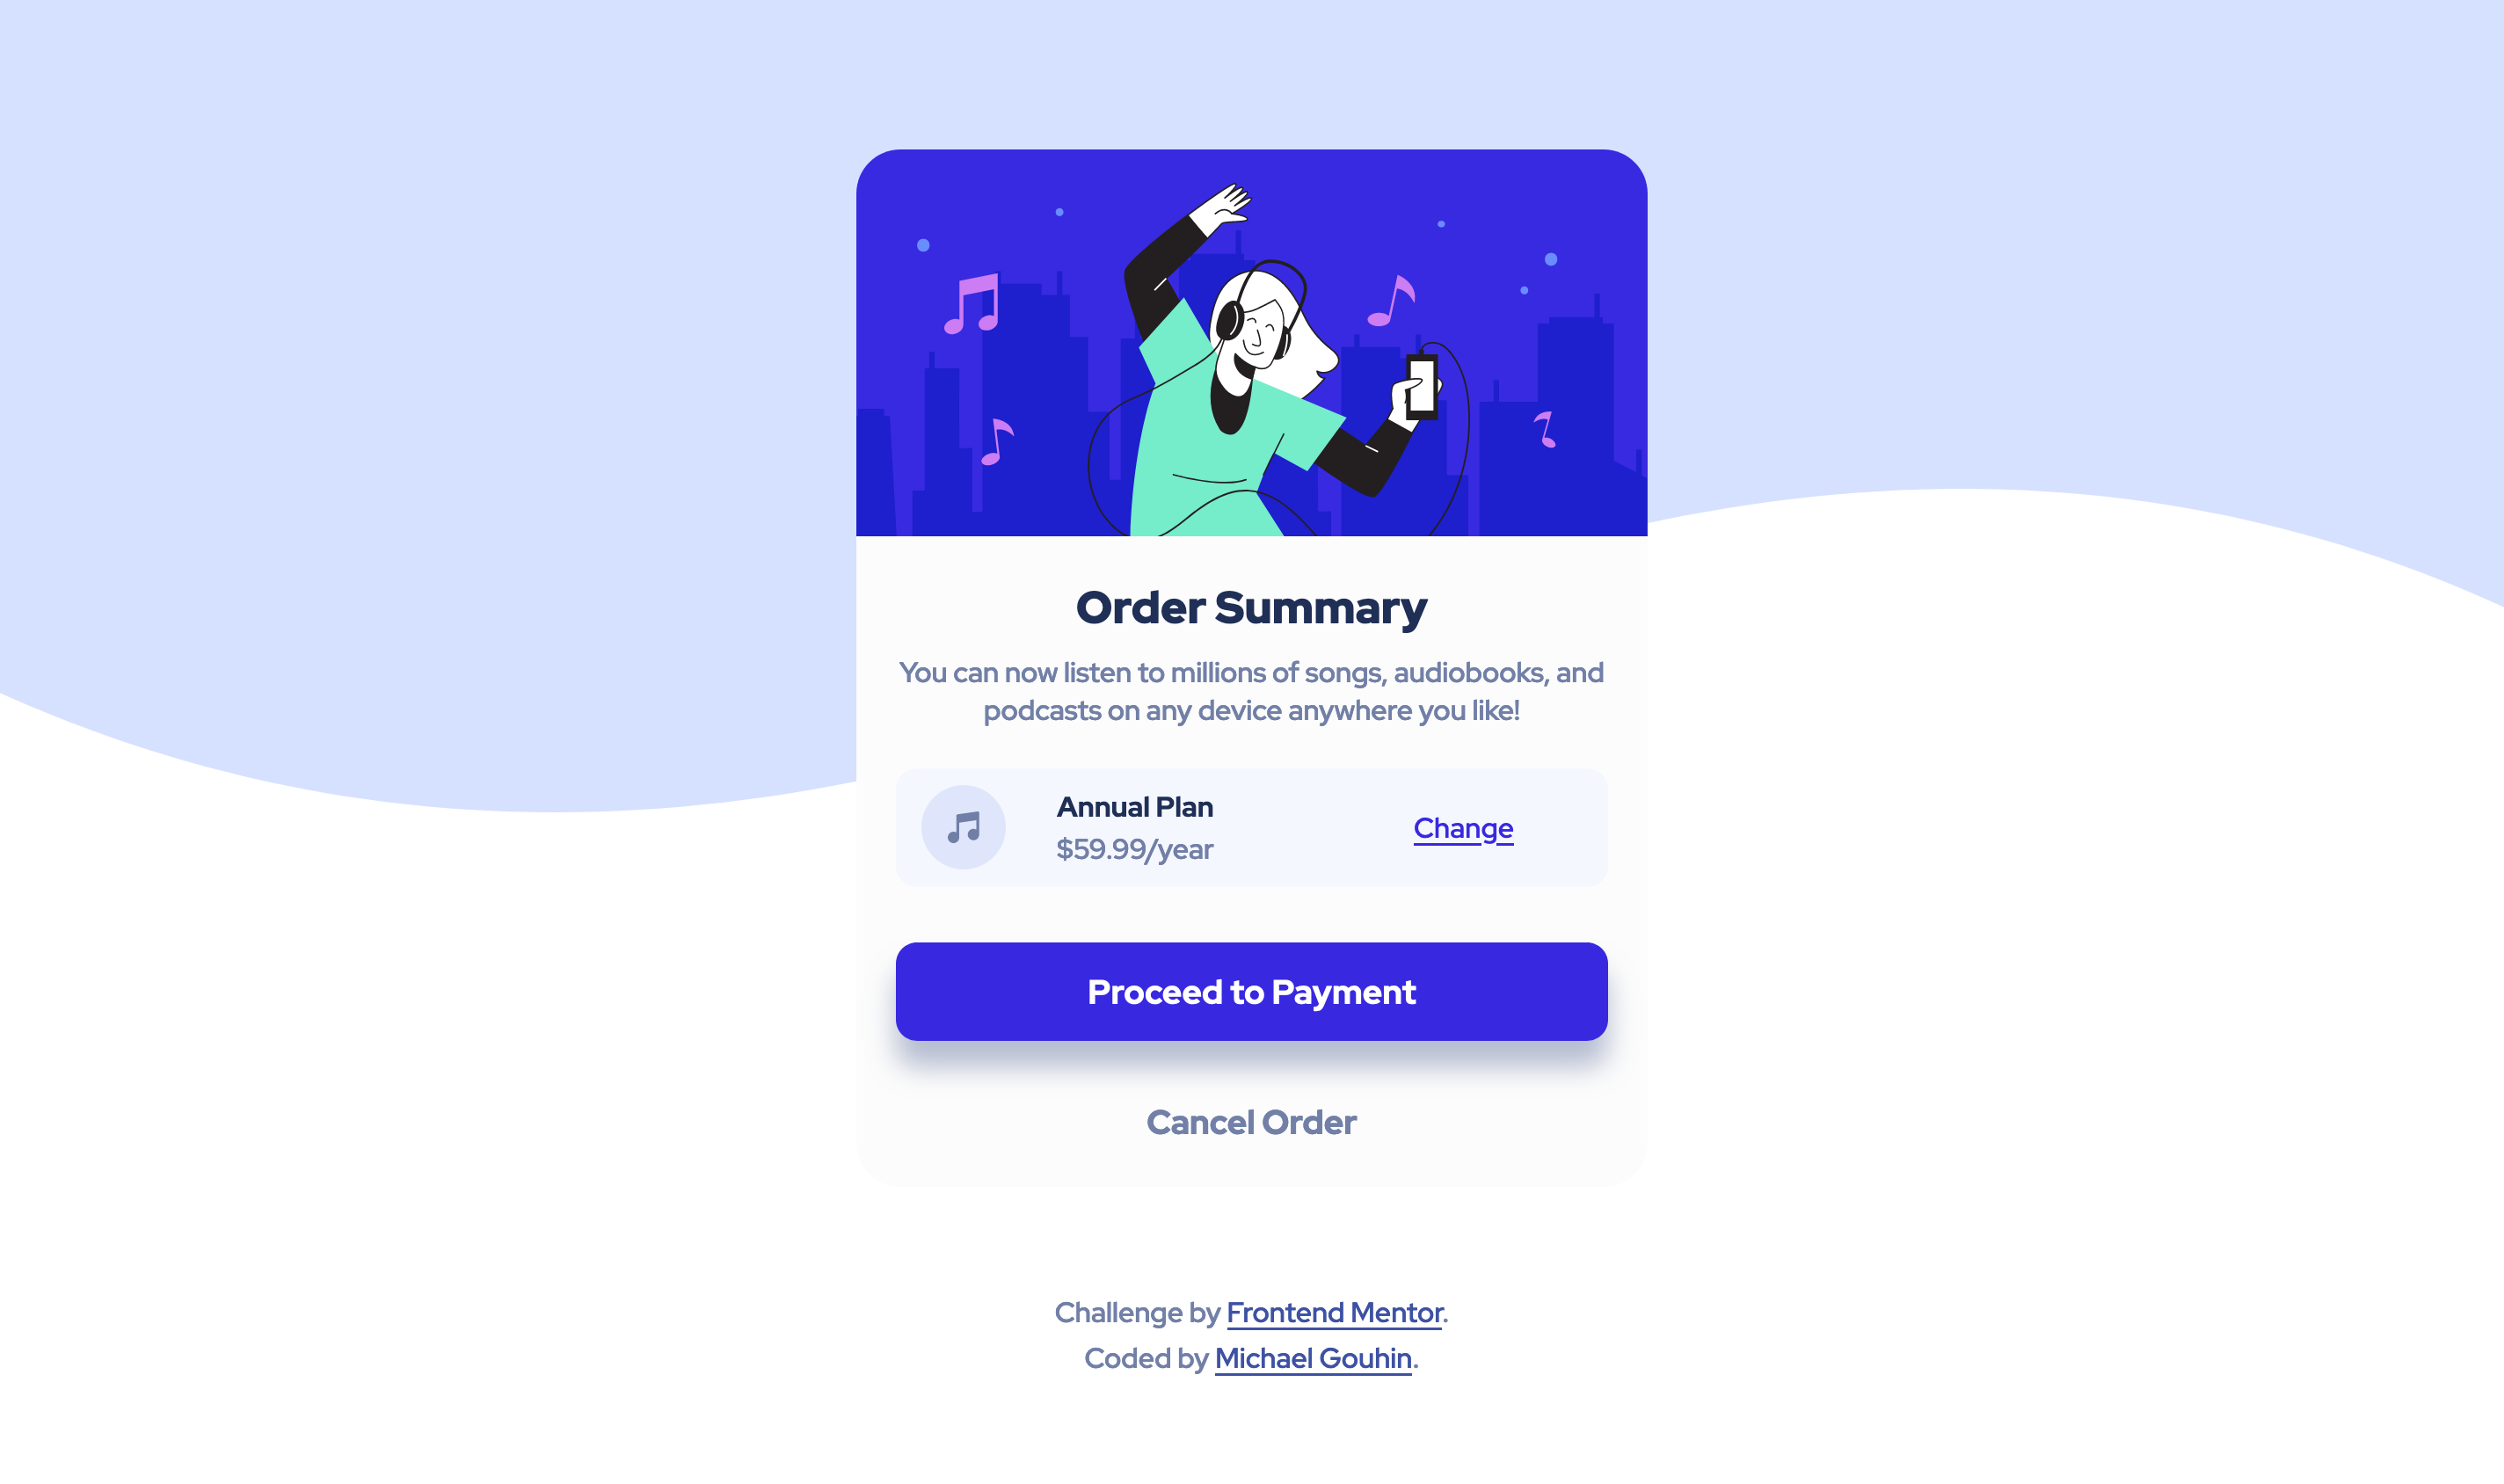 Order Summary
You can now listen to millions of songs, audiobooks, and
podcasts on any device anywhere you like!
Annual Plan
$59.99/year
Change
Proceed to Payment
Cancel Order
Challenge by Frontend Mentor.
Coded by Michael Gouhin.